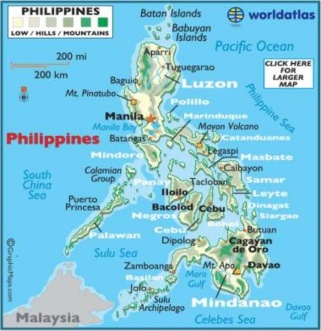 PHILIPPINES
LOW / HILLS / MOUNTAINS
200 mi
200 km
Batan Islands
Babuyan
Islands
worldatlas
Pacific Ocean
CLICK HERE
FOR
LARGER
MAP
Aparri
Tuguegarao
Baguio
Luzon
Mt. Pinatubo
Polillo
Philippine Sea
Manila
Manila Bay
Marinduque
Mayon Volcano
Philippines
Batangas
Catanduanes
Legaspi
Mindoro
Masbate
Calbayon
South
China
Sea
Calamian
Group
Panay
Tacloban
Samar
Iloilo
Leyte
Puerto
Princesa
Bacolod
Cebu
Dinagat
Negros
Siargao
Cebu
Bohol
Palawan
Dipolog
Butuan
Sulu Sea
Cagayan
de Oro
Zamboanga
Mt. Apo
Davao
Basilan
Moro
Gulf
Jolo
Sulu
Archipelago
Mindanao
Davao
Gulf
Malaysia
Celebes Sea
©GraphicMaps.com